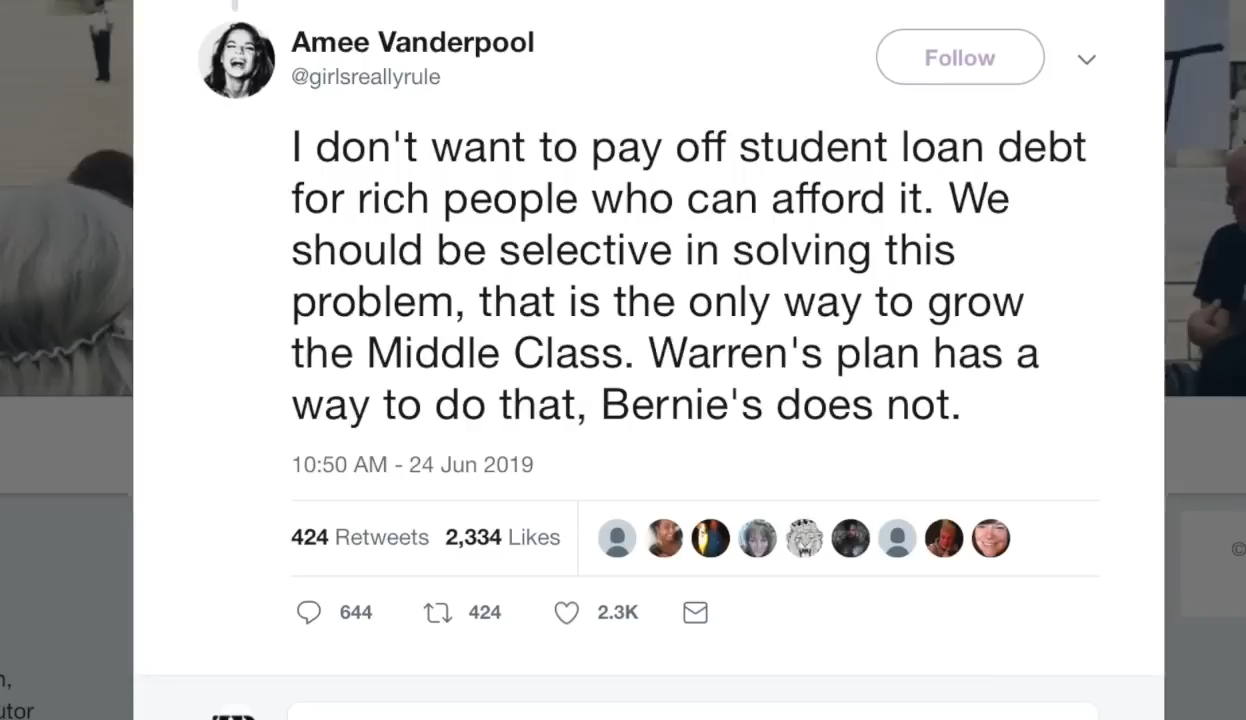 Amee Vanderpool
@girlsreallyrule
Follow
I don't want to pay off student loan debt
for rich people who can afford it. We
should be selective in solving this
problem, that is the only way to grow
the Middle Class. Warren's plan has a
way to do that, Bernie's does not.
10:50 AM - 24 Jun 2019
424 Retweets 2,334 Likes
644 424 2.3K
©